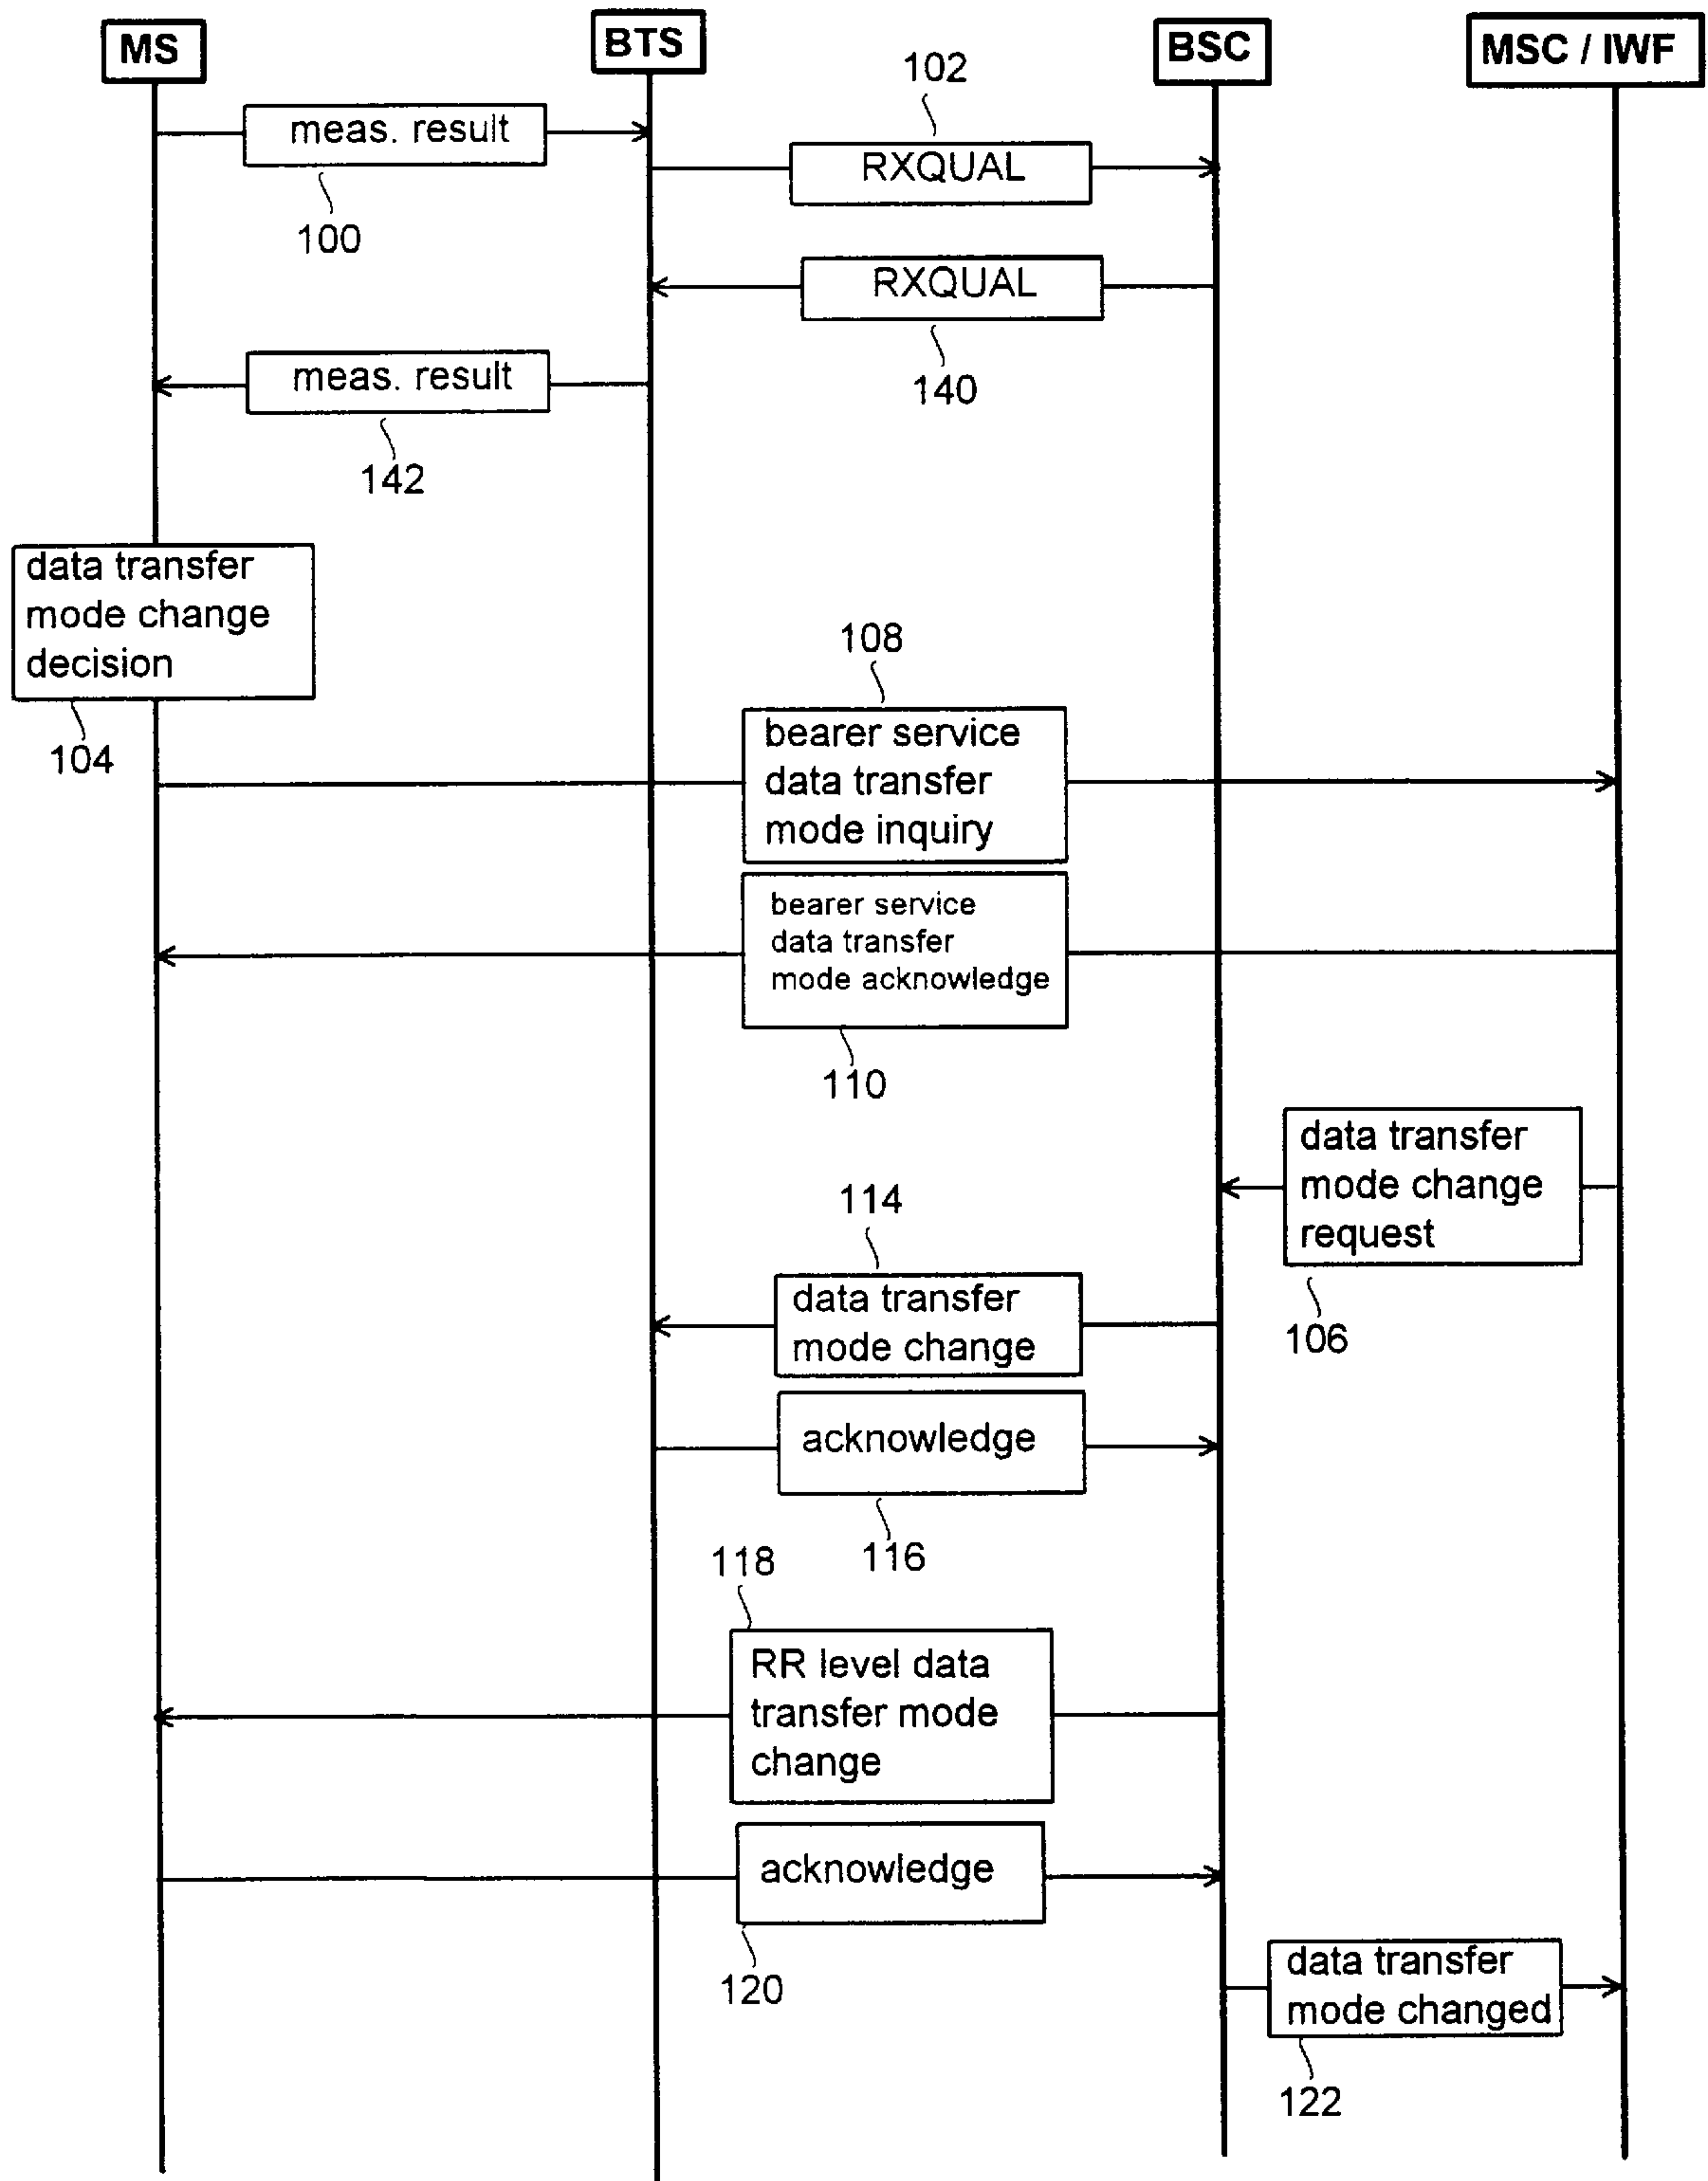 MS
BTS
BSC
MSC / IWF
102
meas. result
RXQUAL
100
RXQUAL
140
meas. result
142
data transfer
mode change
decision
104
108
bearer service
data transfer
mode inquiry
bearer service
data transfer
mode acknowledge
110
data transfer
mode change
request
106
114
data transfer
mode change
acknowledge
116
118
RR level data
transfer mode
change
acknowledge
120
data transfer
mode changed
122